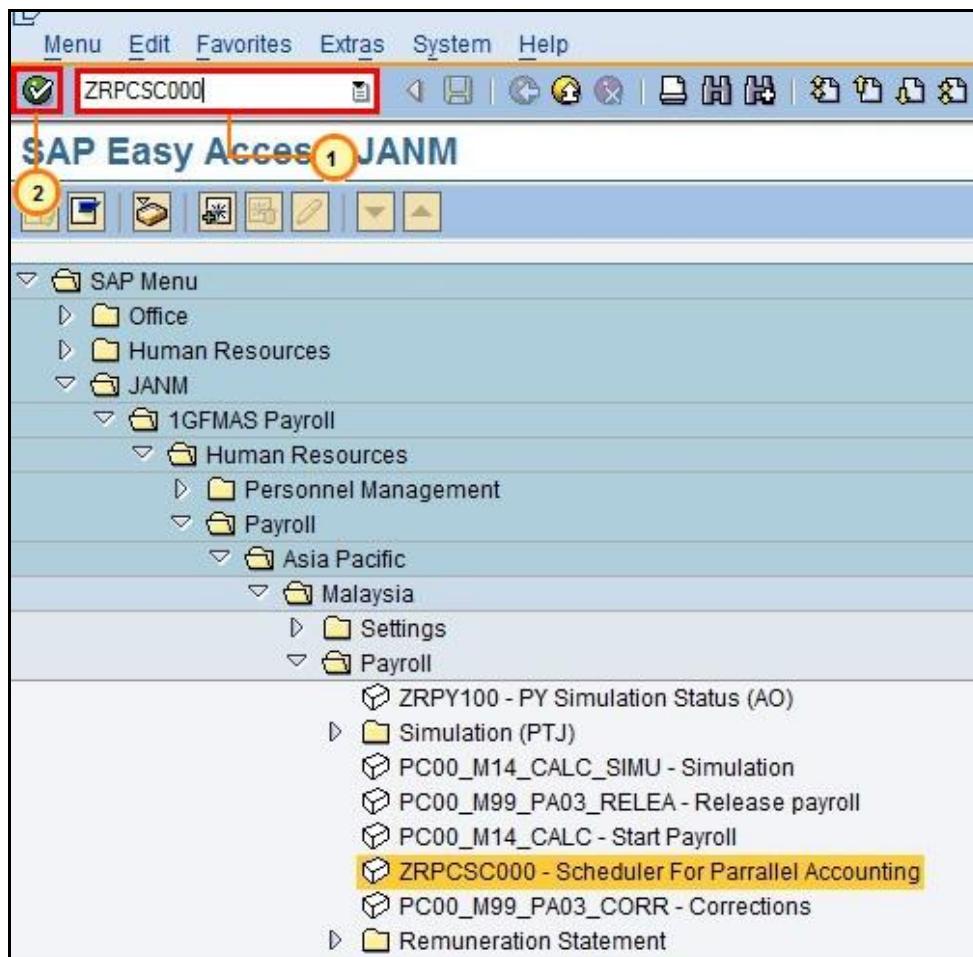 Menu Edit Favorites Extras System Help
ZRPCSC000
SAP Easy Access JANM
1
2
SAP Menu
Office
Human Resources
JANM
1GFMAS Payroll
Human Resources
Personnel Management
Payroll
Asia Pacific
Malaysia
Settings
Payroll
ZRPY100 - PY Simulation Status (AO)
Simulation (PTJ)
PC00_M14_CALC_SIMU - Simulation
PC00_M99_PA03_RELEA - Release payroll
PC00_M14_CALC - Start Payroll
ZRPCSC000 - Scheduler For Parrallel Accounting
PC00_M99_PA03_CORR - Corrections
Remuneration Statement